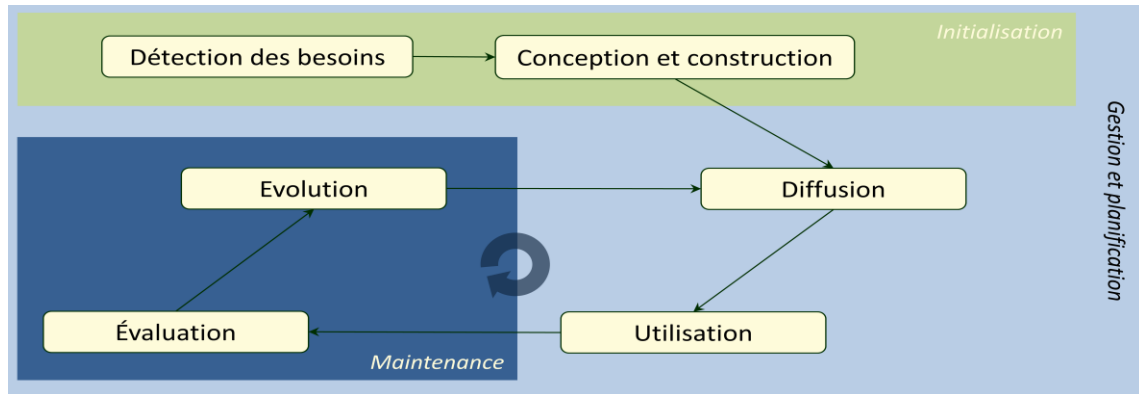 Initialisation
Détection des besoins
Conception et construction
Gestion et planification
Evolution
Diffusion
Évaluation
Utilisation
Maintenance